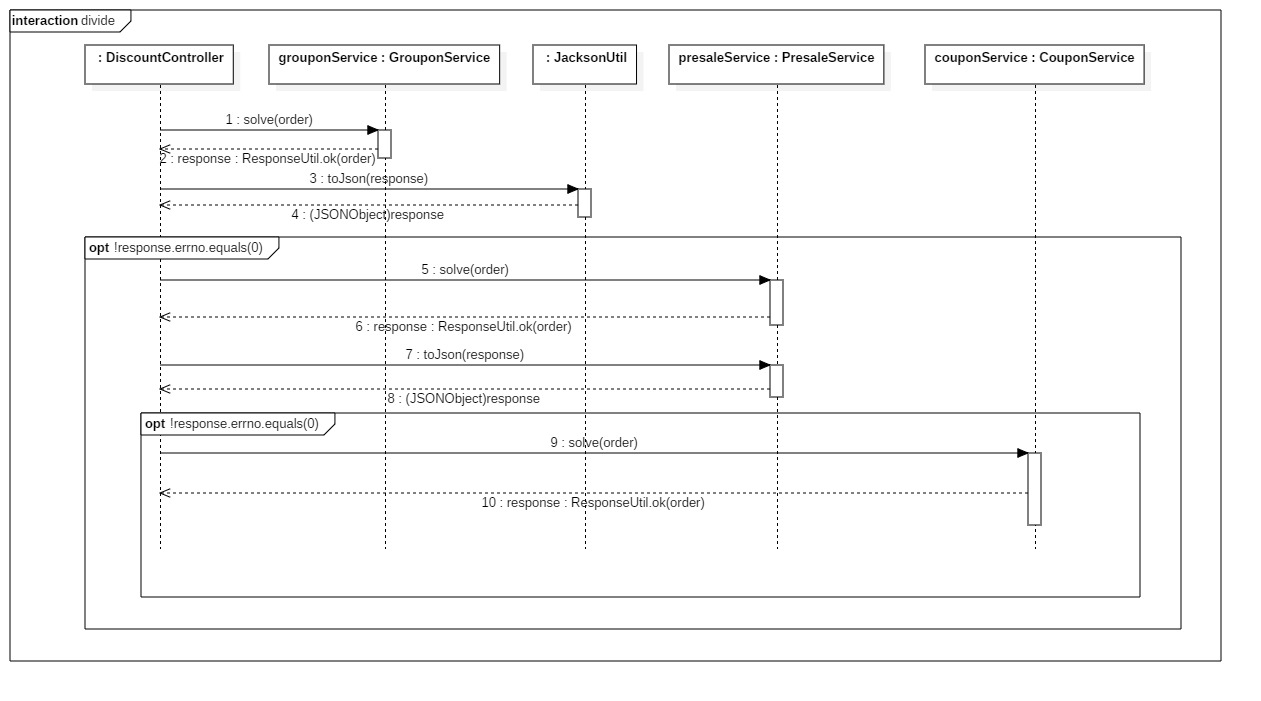 interaction divide
: DiscountController
grouponService : GrouponService
: JacksonUtil
presaleService : PresaleService
couponService : CouponService
1 : solve(order)
2 : response : ResponseUtil.ok(order)
3 : toJson(response)
4 : (JSONObject)response
opt !response.errno.equals(0)
5 : solve(order)
6 : response : ResponseUtil.ok(order)
7 : toJson(response)
8 : (JSONObject)response
opt !response.errno.equals(0)
9 : solve(order)
10 : response : ResponseUtil.ok(order)